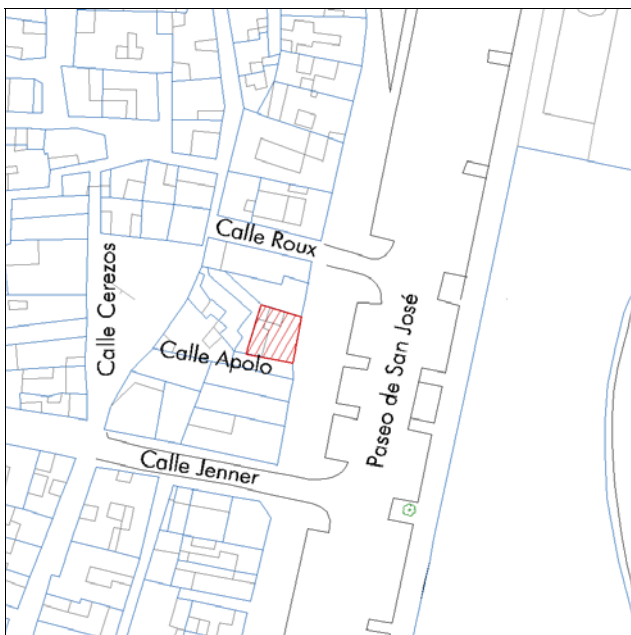 Calle Roux
Calle Cerezos
Paseo de San José
Calle Apolo
Calle Jenner